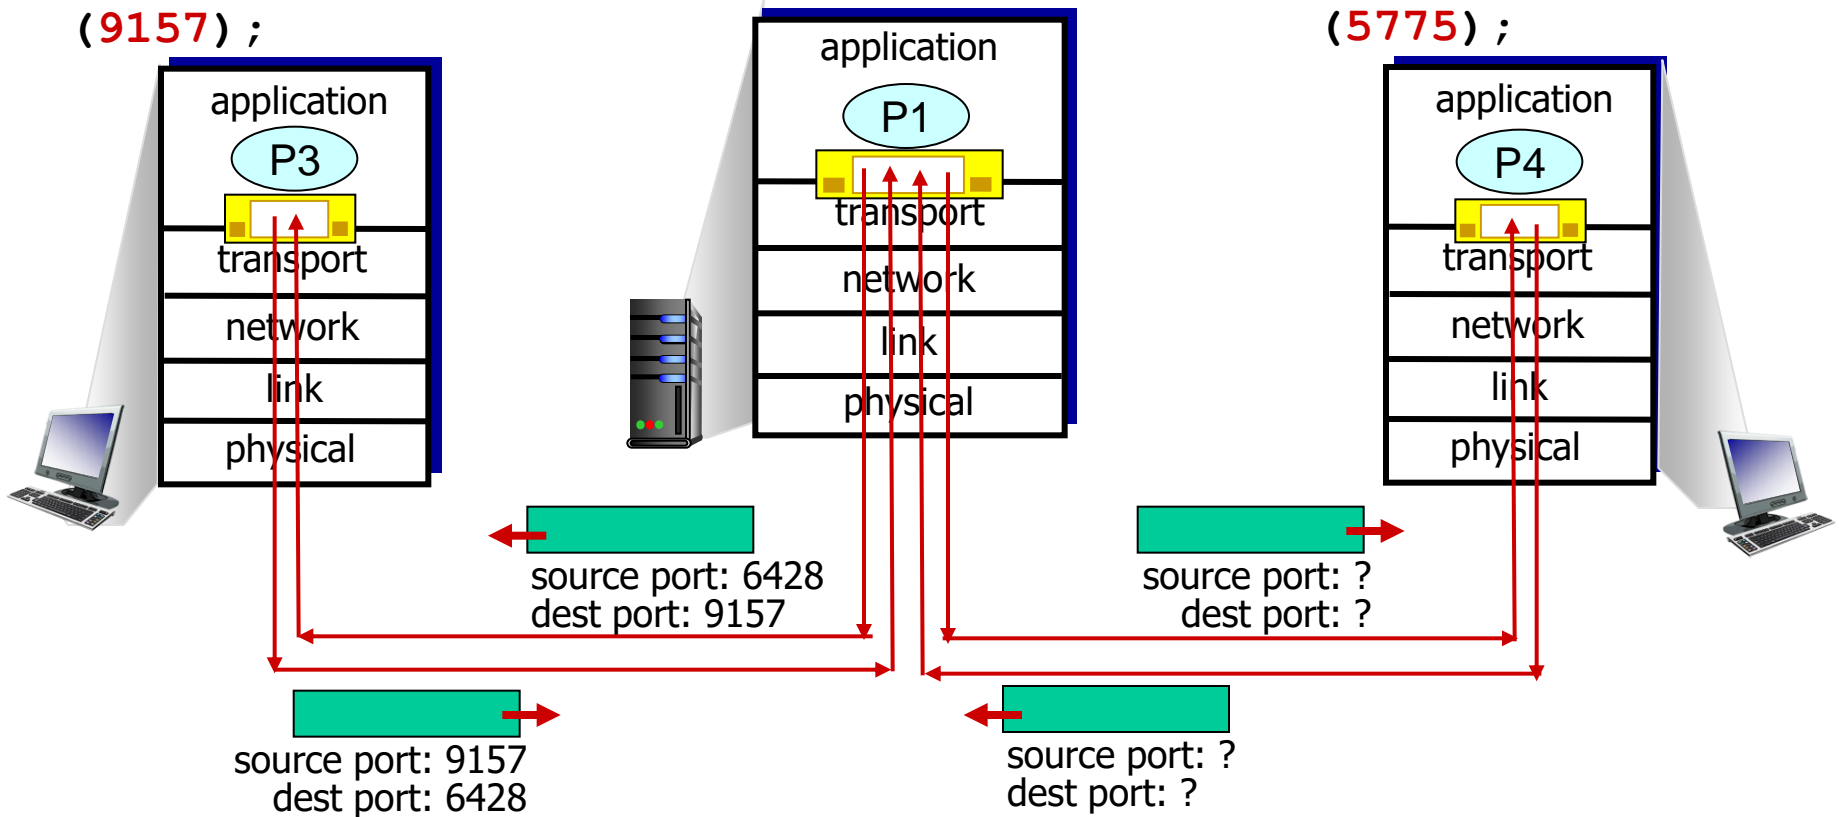 (9157);
application
P3
transport
network
link
physical
application
P1
transport
network
link
physical
(5775);
application
P4
transport
network
link
physical
source port: 6428
dest port: 9157
source port: ?
dest port: ?
source port: 9157
dest port: 6428
source port: ?
dest port: ?